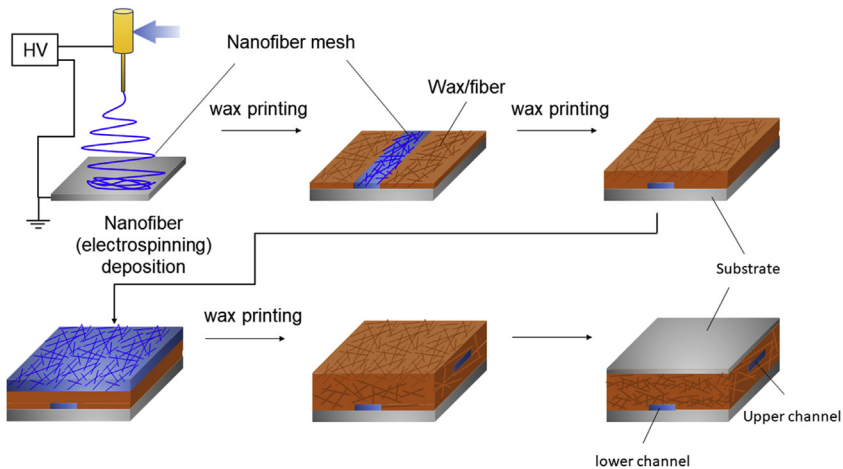 HV
Nanofiber mesh
wax printing
Wax/fiber
wax printing
Nanofiber
(electrospinning)
deposition
Substrate
wax printing
Upper channel
lower channel